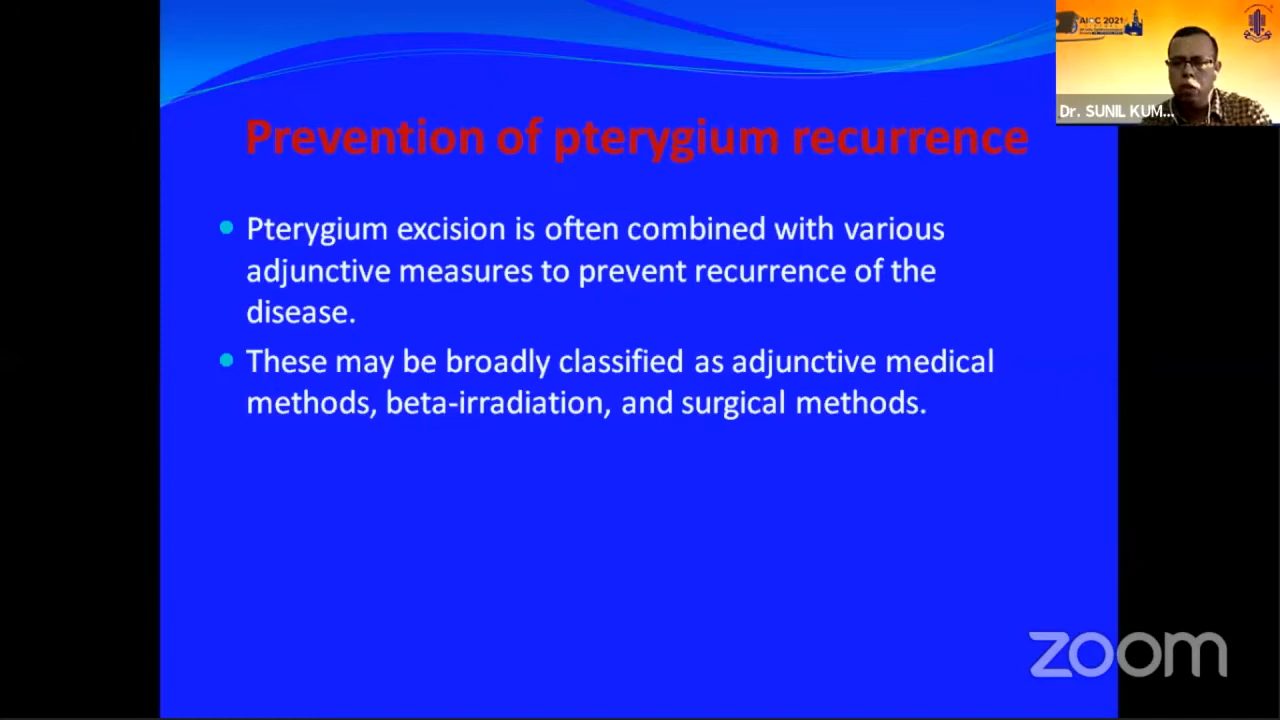 AIOC 2021
Dr. SUNIL KUM...
Prevention of pterygium recurrence
Pterygium excision is often combined with various
adjunctive measures to prevent recurrence of the
disease.
These may be broadly classified as adjunctive medical
methods, beta-irradiation, and surgical methods.
zoom